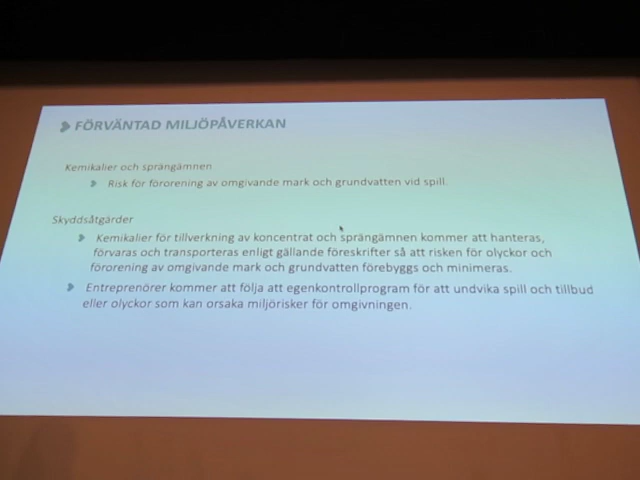 FÖRVÄNTAD MILJÖPÅVERKAN
Kemikalier och sprängämnen
Risk för förorening av omgivande mark och grundvatten vid spill.
Skyddsåtgärder
Kemikalier för tillverkning av koncentrat och sprängämnen kommer att hanteras,
förvaras och transporteras enligt gällande föreskrifter så att risken för olyckor och
förorening av omgivande mark och grundvatten förebyggs och minimeras.
Entreprenörer kommer att följa att egenkontrollprogram för att undvika spill och tillbud
eller olyckor som kan orsaka miljörisker för omgivningen.